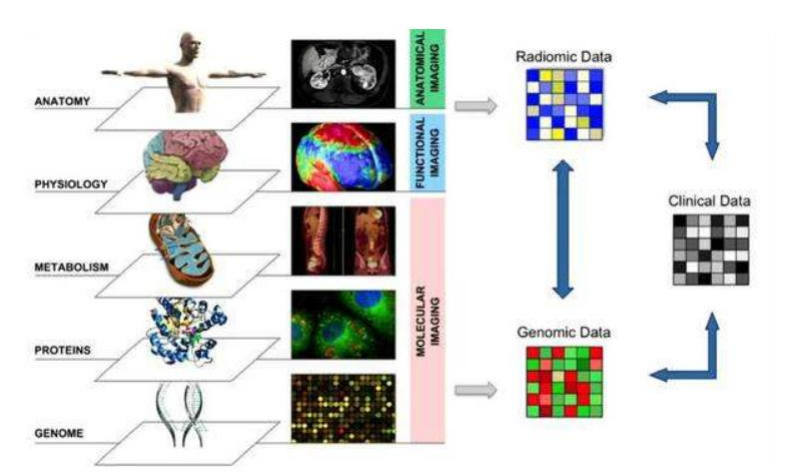 ANATOMY
ANATOMICAL
IMAGING
PHYSIOLOGY
FUNCTIONAL
IMAGING
METABOLISM
PROTEINS
GENOME
MOLECULAR
IMAGING
Radiomic Data
Clinical Data
Genomic Data